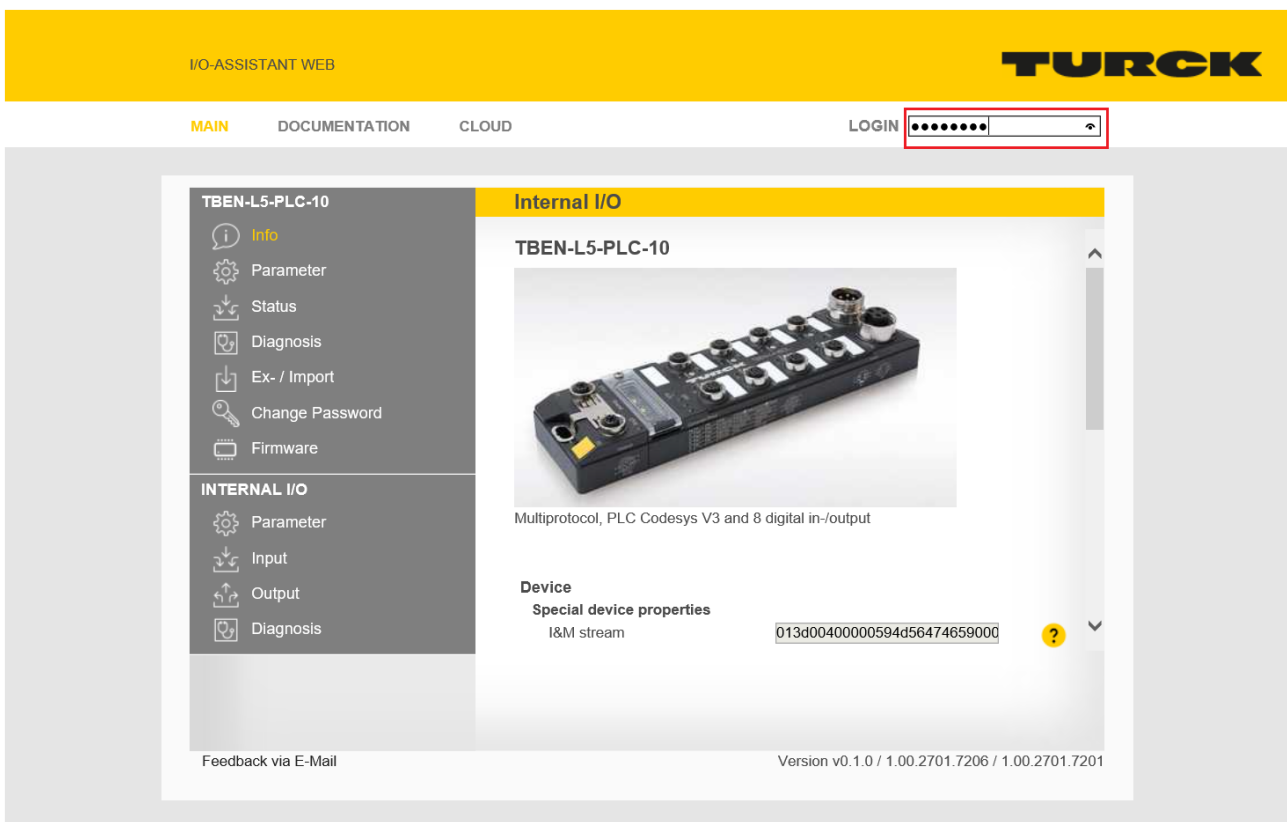 I/O-ASSISTANT WEB
TURCK
MAIN DOCUMENTATION CLOUD LOGIN ●●●●●●●●
TBEN-L5-PLC-10
Info
Parameter
Status
Diagnosis
Ex- / Import
Change Password
Firmware
INTERNAL I/O
Parameter
Input
Output
Diagnosis
Internal I/O
TBEN-L5-PLC-10
TURCK
Multiprotocol, PLC Codesys V3 and 8 digital in-/output
Device
Special device properties
I&M stream 013d00400000594d56474659000 ?
Feedback via E-Mail Version v0.1.0 / 1.00.2701.7206 / 1.00.2701.7201